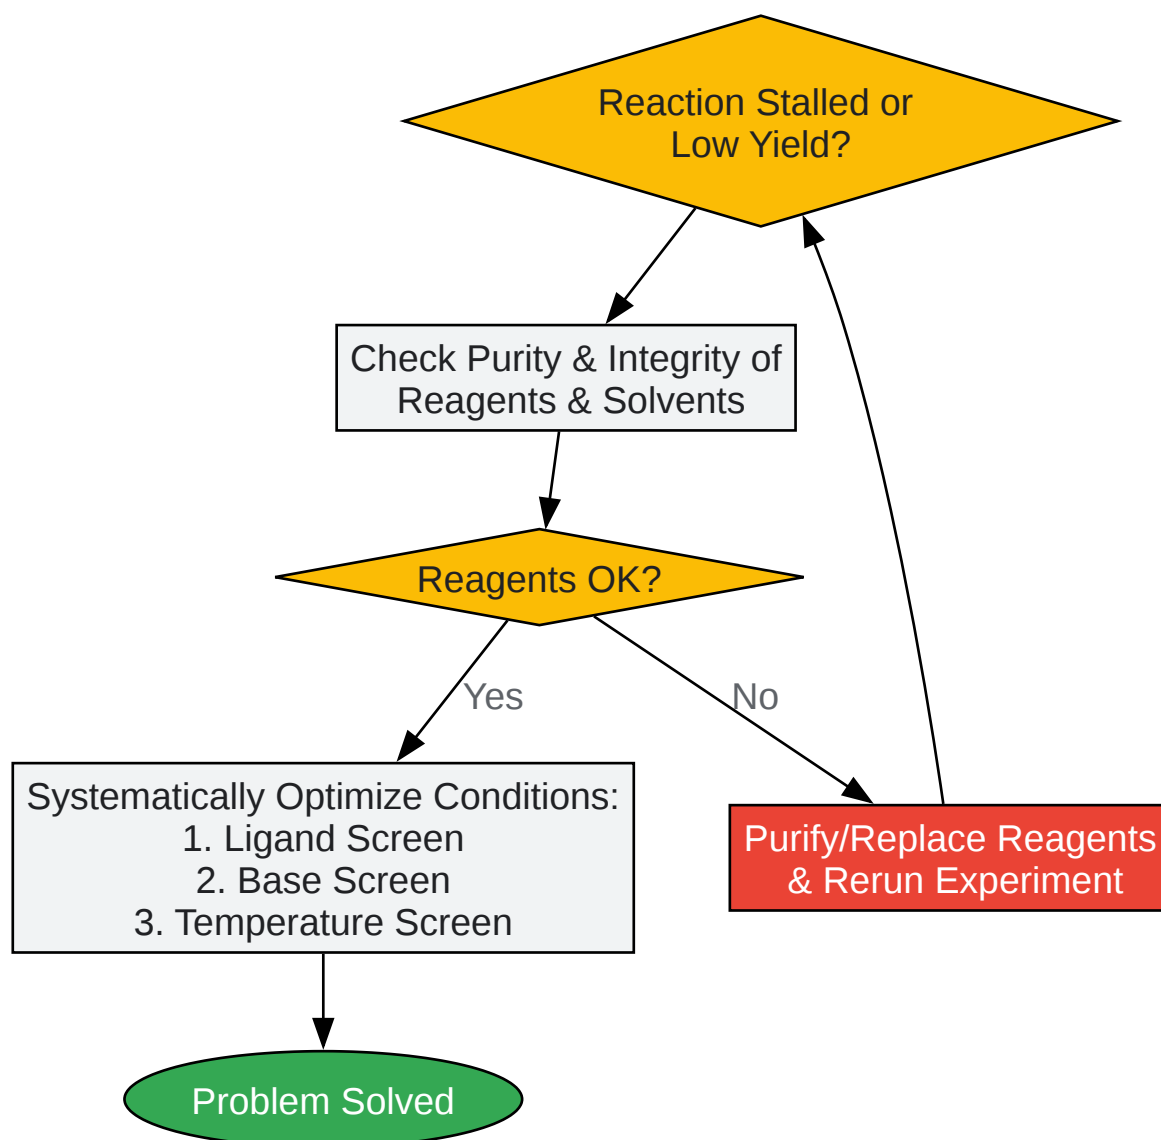 Reaction Stalled or
Low Yield?
Check Purity & Integrity of
Reagents & Solvents
Reagents OK?
Yes
No
Systematically Optimize Conditions:
1. Ligand Screen
2. Base Screen
3. Temperature Screen
Purify/Replace Reagents
& Rerun Experiment
Problem Solved